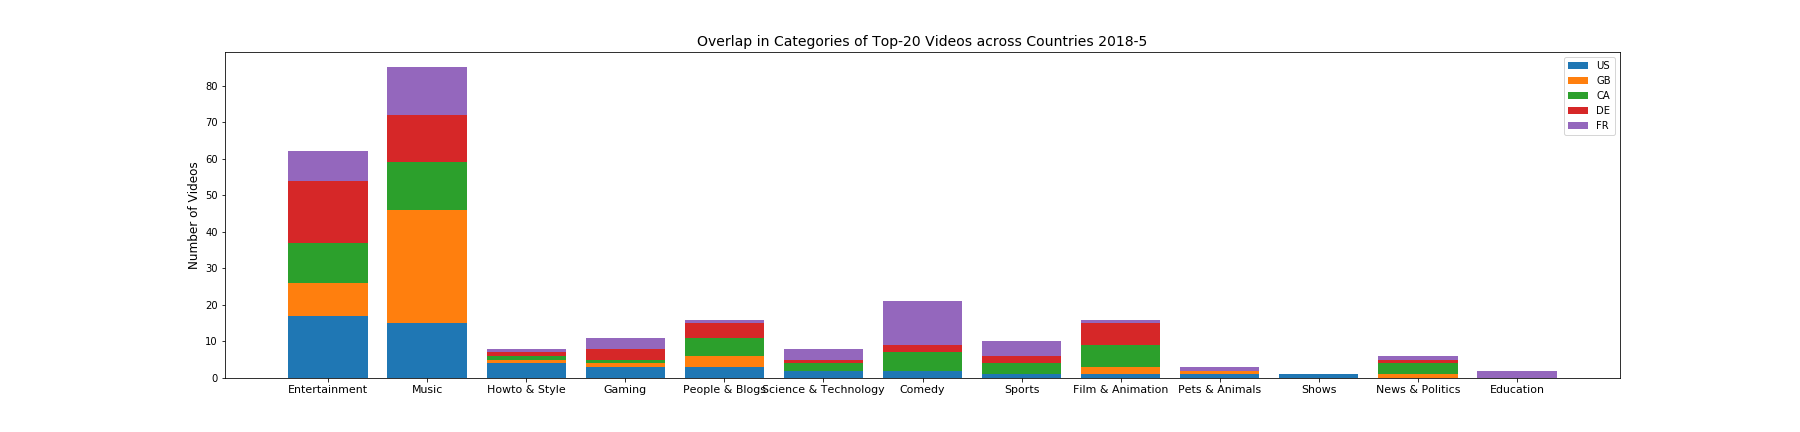 Overlap in Categories of Top-20 Videos across Countries 2018-5
US
GB
CA
DE
FR
Number of Videos
80
70
60
50
40
30
20
10
0
Entertainment
Music
Howto & Style
Gaming
People & Blogs
Science & Technology
Comedy
Sports
Film & Animation
Pets & Animals
Shows
News & Politics
Education